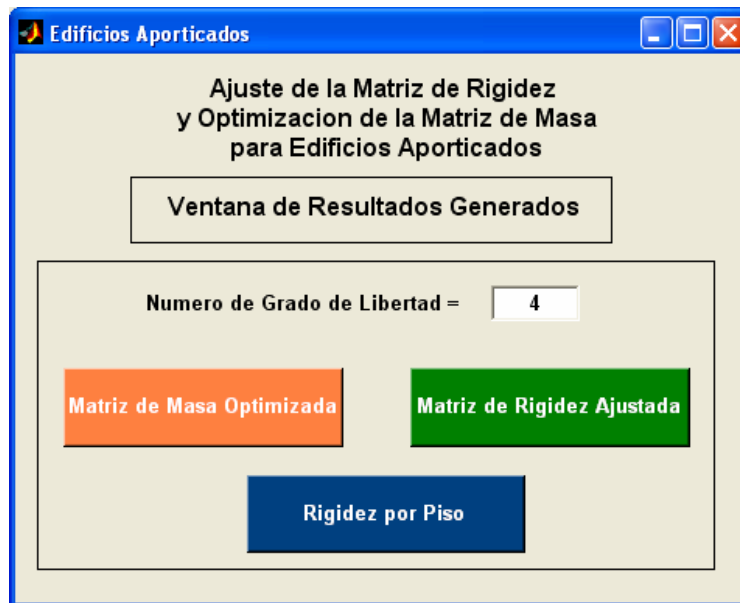 Edificios Aporticados
Ajuste de la Matriz de Rigidez
y Optimizacion de la Matriz de Masa
para Edificios Aporticados
Ventana de Resultados Generados
Numero de Grado de Libertad = 4
Matriz de Masa Optimizada
Matriz de Rigidez Ajustada
Rigidez por Piso